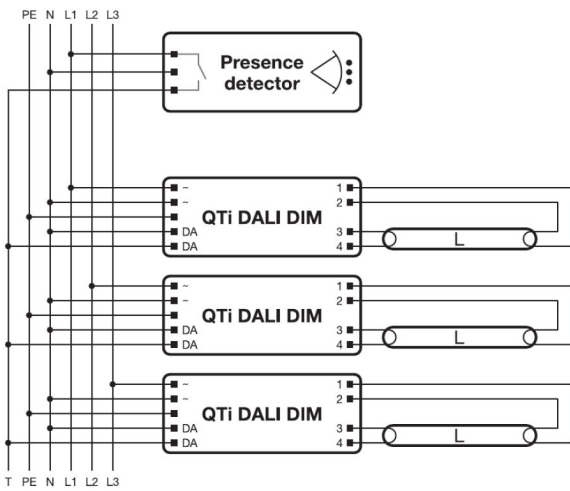 PE N L1 L2 L3
Presence
detector
~ 1
~ 2
QTi DALI DIM
DA 3 L
DA 4
~ 1
~ 2
QTi DALI DIM
DA 3 L
DA 4
~ 1
~ 2
QTi DALI DIM
DA 3 L
DA 4
T PE N L1 L2 L3